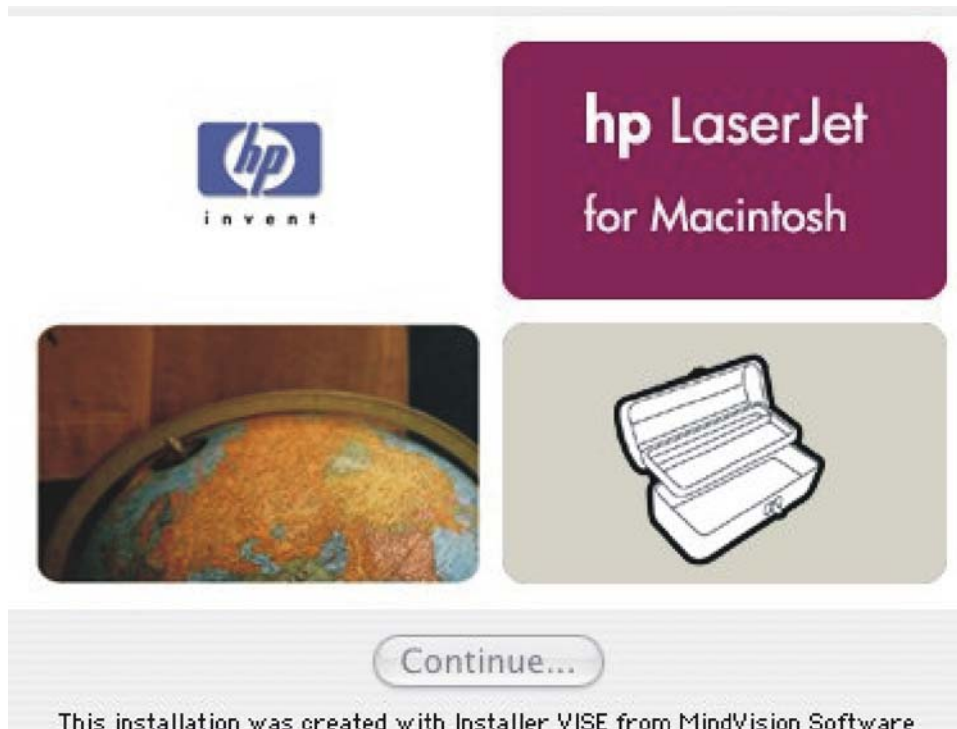 hp
invent
hp LaserJet
for Macintosh
Continue...
This installation was created with Installer VISE from MindVision Software